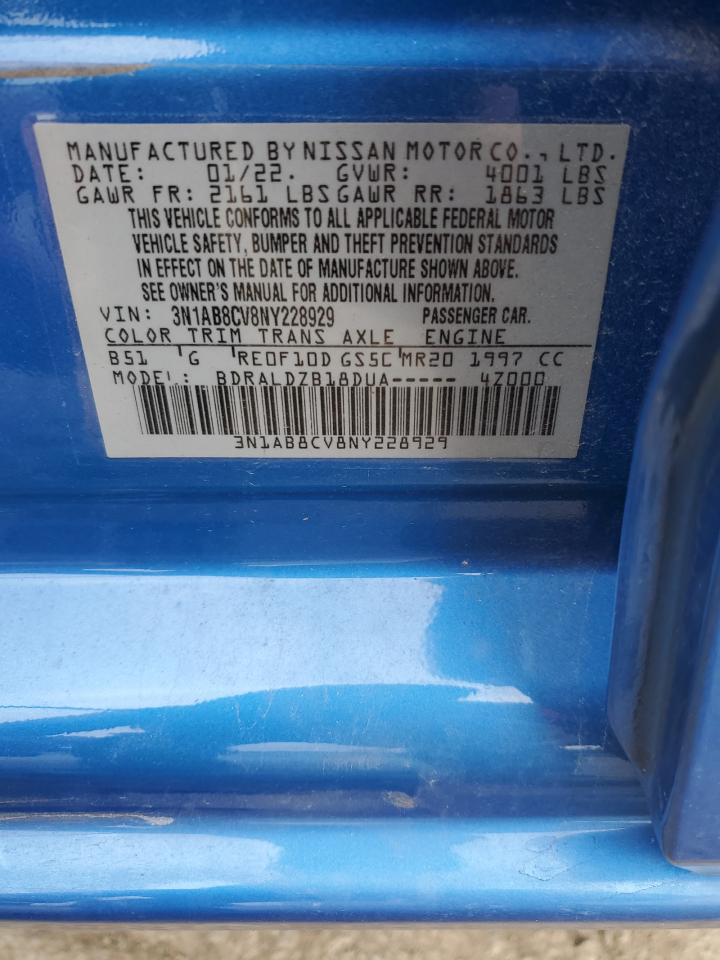 MANUFACTURED BY NISSAN MOTOR CO., LTD.
DATE: 01/22. GVWR: 4001 LBS
GAWR FR: 2161 LBS GAWR RR: 1863 LBS
THIS VEHICLE CONFORMS TO ALL APPLICABLE FEDERAL MOTOR
VEHICLE SAFETY, BUMPER AND THEFT PREVENTION STANDARDS
IN EFFECT ON THE DATE OF MANUFACTURE SHOWN ABOVE.
SEE OWNER'S MANUAL FOR ADDITIONAL INFORMATION.
VIN: 3N1AB8CV8NY228929 PASSENGER CAR.
COLOR TRIM TRANS AXLE ENGINE
B51 G RE0F10D GS5C MR20 1997 CC
MODEL: BDRALDZB18DUA----- 4Z000
3N1AB8CV8NY228929